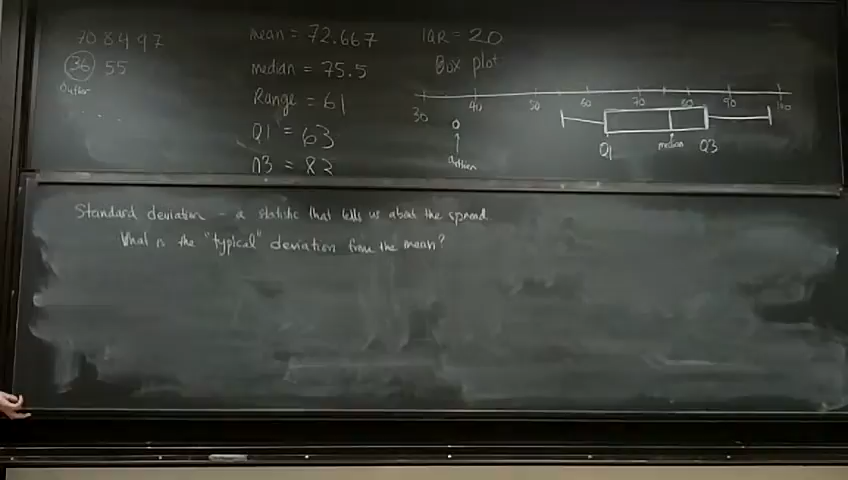 70 84 97
36 55
Outlier
mean = 72.667
median = 75.5
Range = 61
Q1 = 63
Q3 = 83
IQR = 20
Box plot
30 40 50 60 70 80 90 100
outlier
Q1 median Q3
Standard deviation - a statistic that tells us about the spread
What is the "typical" deviation from the mean?